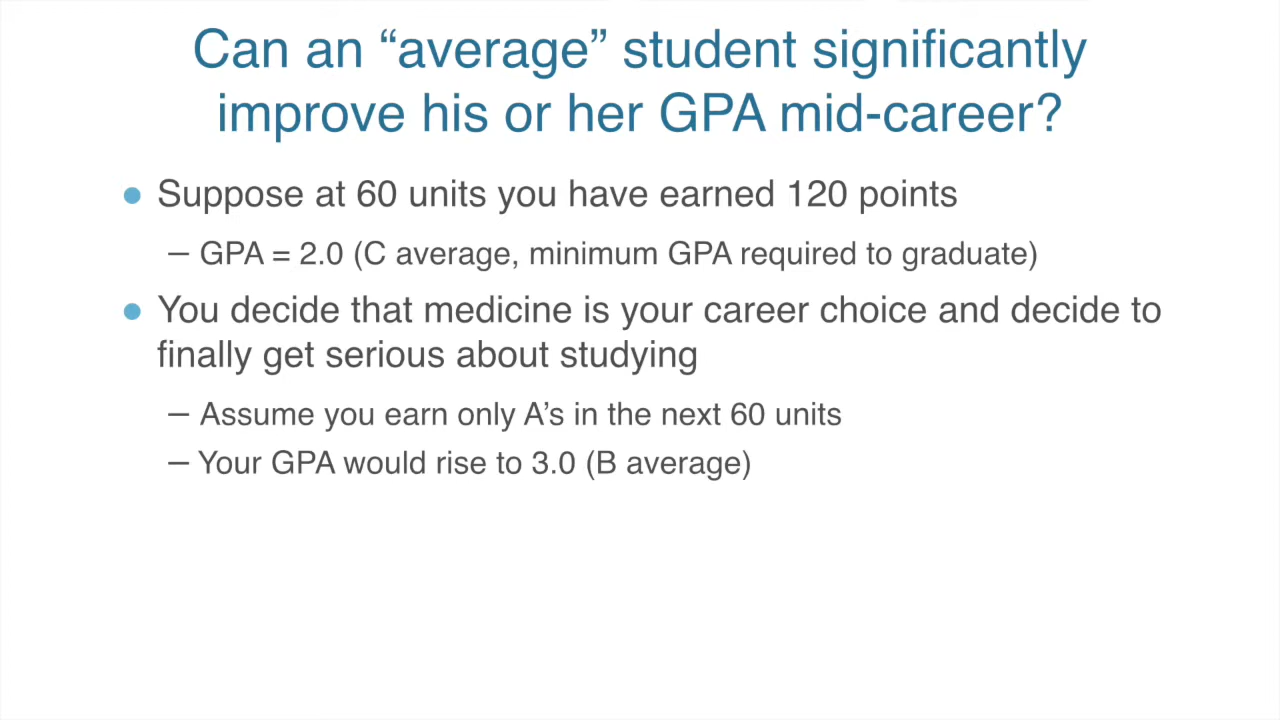 Can an “average” student significantly
improve his or her GPA mid-career?
● Suppose at 60 units you have earned 120 points
– GPA = 2.0 (C average, minimum GPA required to graduate)
● You decide that medicine is your career choice and decide to
finally get serious about studying
– Assume you earn only A’s in the next 60 units
– Your GPA would rise to 3.0 (B average)